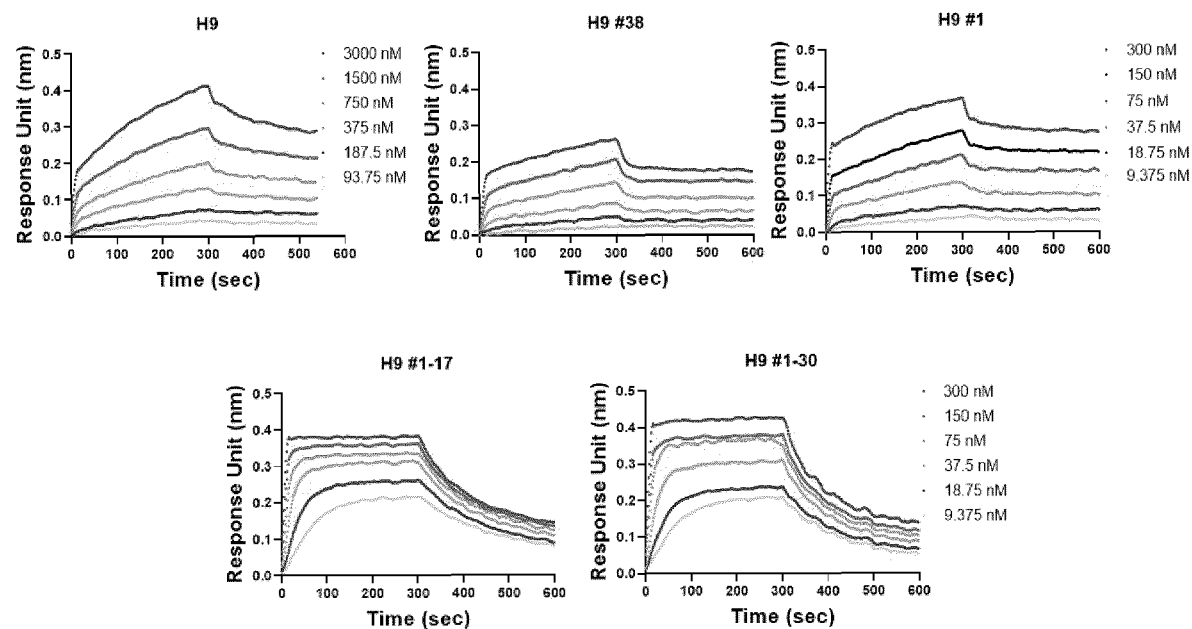 H9
Response Unit (nm)
0.5
0.4
0.3
0.2
0.1
0.0
0 100 200 300 400 500 600
Time (sec)
3000 nM
1500 nM
750 nM
375 nM
187.5 nM
93.75 nM
H9 #38
Response Unit (nm)
0.5
0.4
0.3
0.2
0.1
0.0
0 100 200 300 400 500 600
Time (sec)
H9 #1
Response Unit (nm)
0.5
0.4
0.3
0.2
0.1
0.0
0 100 200 300 400 500 600
Time (sec)
300 nM
150 nM
75 nM
37.5 nM
18.75 nM
9.375 nM
H9 #1-17
Response Unit (nm)
0.5
0.4
0.3
0.2
0.1
0.0
0 100 200 300 400 500 600
Time (sec)
H9 #1-30
Response Unit (nm)
0.5
0.4
0.3
0.2
0.1
0.0
0 100 200 300 400 500 600
Time (sec)
300 nM
150 nM
75 nM
37.5 nM
18.75 nM
9.375 nM